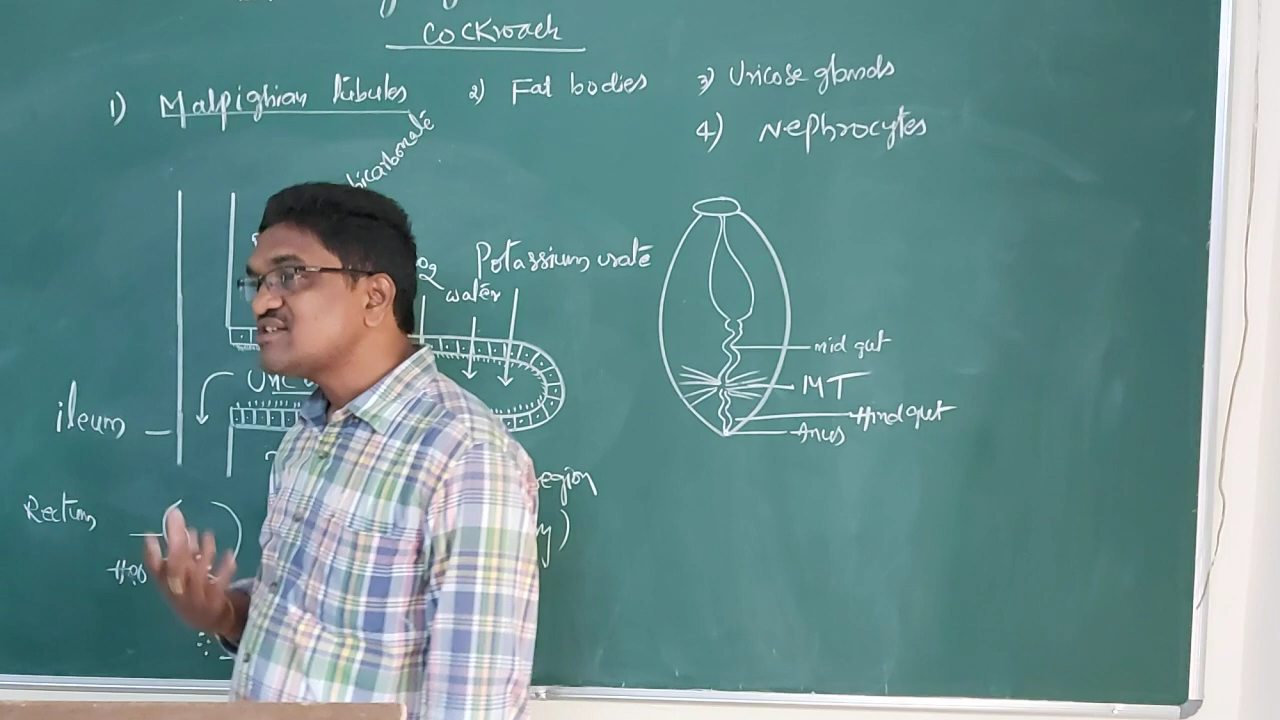 Cockroach
1) Malpighian tubules 2) Fat bodies 3) Uricose glands
4) Nephrocytes
bicarbonate
Potassium urate
water
mid gut
MT
Hind gut
Anus
ileum
Rectum